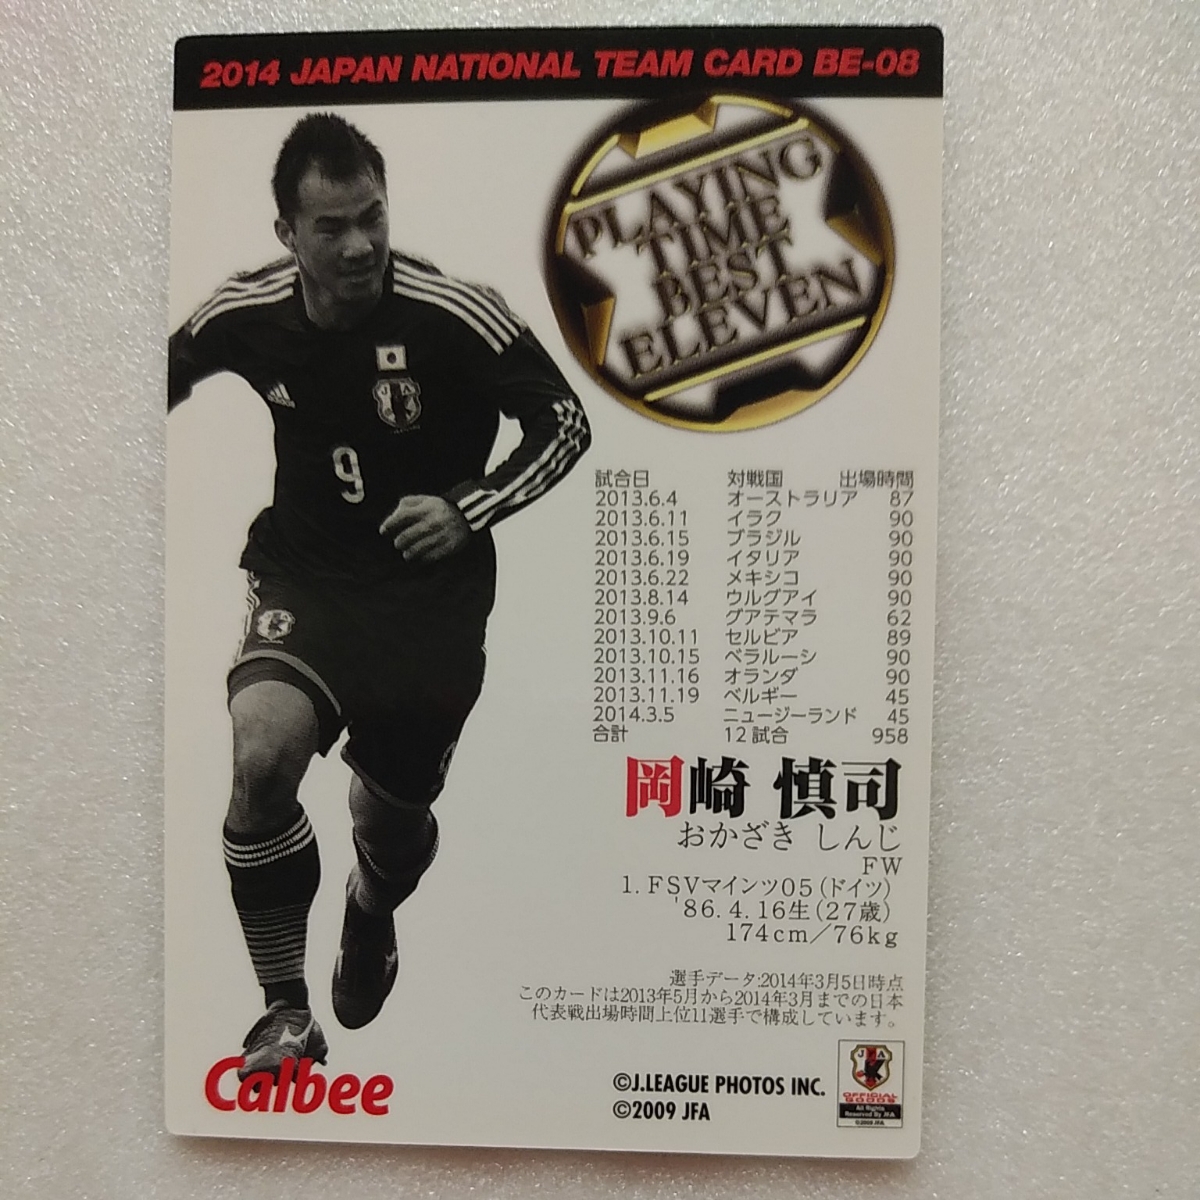 2014 JAPAN NATIONAL TEAM CARD BE-08
PLAYING
TIME
BEST
ELEVEN
9
試合日 対戦国 出場時間
2013.6.4 オーストラリア 87
2013.6.11 イラク 90
2013.6.15 ブラジル 90
2013.6.19 イタリア 90
2013.6.22 メキシコ 90
2013.8.14 ウルグアイ 90
2013.9.6 グアテマラ 62
2013.10.11 セルビア 89
2013.10.15 ベラルーシ 90
2013.11.16 オランダ 90
2013.11.19 ベルギー 45
2014.3.5 ニュージーランド 45
合計 12試合 958
岡崎 慎司
おかざき しんじ
FW
1.FSVマインツ05(ドイツ)
'86.4.16生(27歳)
174cm/76kg
選手データ:2014年3月5日時点
このカードは2013年5月から2014年3月までの日本
代表戦出場時間上位11選手で構成しています。
Calbee
©J.LEAGUE PHOTOS INC.
©2009 JFA
JFA
OFFICIAL
GOODS
All Rights
Reserved By JFA
©2009 JFA